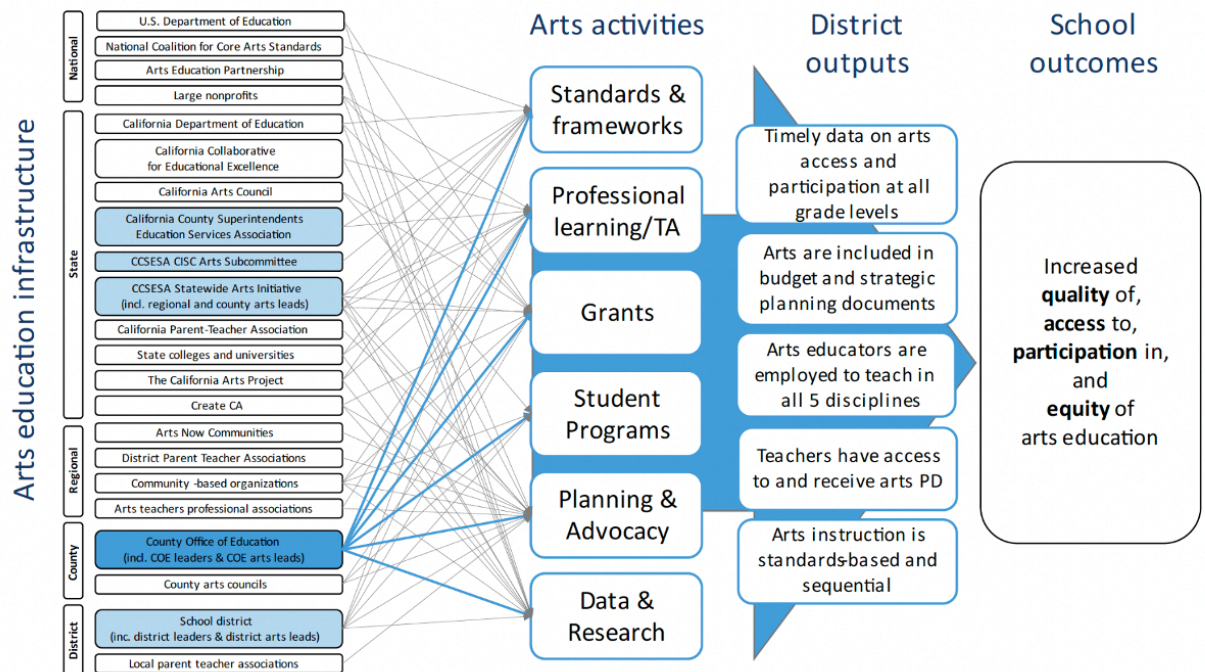 Arts education infrastructure
National
U.S. Department of Education
National Coalition for Core Arts Standards
Arts Education Partnership
Large nonprofits
State
California Department of Education
California Collaborative
for Educational Excellence
California Arts Council
California County Superintendents
Education Services Association
CCSESA CISC Arts Subcommittee
CCSESA Statewide Arts Initiative
(incl. regional and county arts leads)
California Parent-Teacher Association
State colleges and universities
The California Arts Project
Create CA
Regional
Arts Now Communities
District Parent Teacher Associations
Community -based organizations
Arts teachers professional associations
County
County Office of Education
(incl. COE leaders & COE arts leads)
County arts councils
District
School district
(inc. district leaders & district arts leads)
Local parent teacher associations
Arts activities
Standards &
frameworks
Professional
learning/TA
Grants
Student
Programs
Planning &
Advocacy
Data &
Research
District
outputs
Timely data on arts
access and
participation at all
grade levels
Arts are included in
budget and strategic
planning documents
Arts educators are
employed to teach in
all 5 disciplines
Teachers have access
to and receive arts PD
Arts instruction is
standards-based and
sequential
School
outcomes
Increased
quality of,
access to,
participation in,
and
equity of
arts education